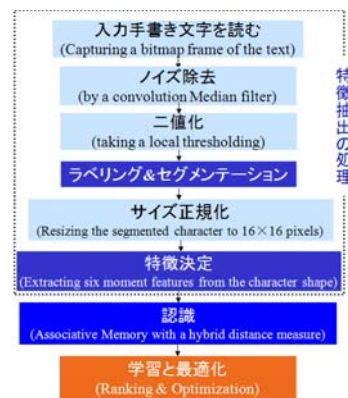 入力手書き文字を読む
(Capturing a bitmap frame of the text)
ノイズ除去
(by a convolution Median filter)
二値化
(taking a local thresholding)
ラベリング&セグメンテーション
サイズ正規化
(Resizing the segmented character to 16×16 pixels)
特徴決定
(Extracting six moment features from the character shape)
特徴抽出の処理
認識
(Associative Memory with a hybrid distance measure)
学習と最適化
(Ranking & Optimization)